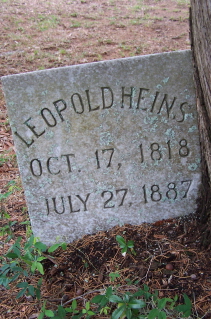 LEOPOLD HEINS
OCT. 17, 1818
JULY 27, 1887